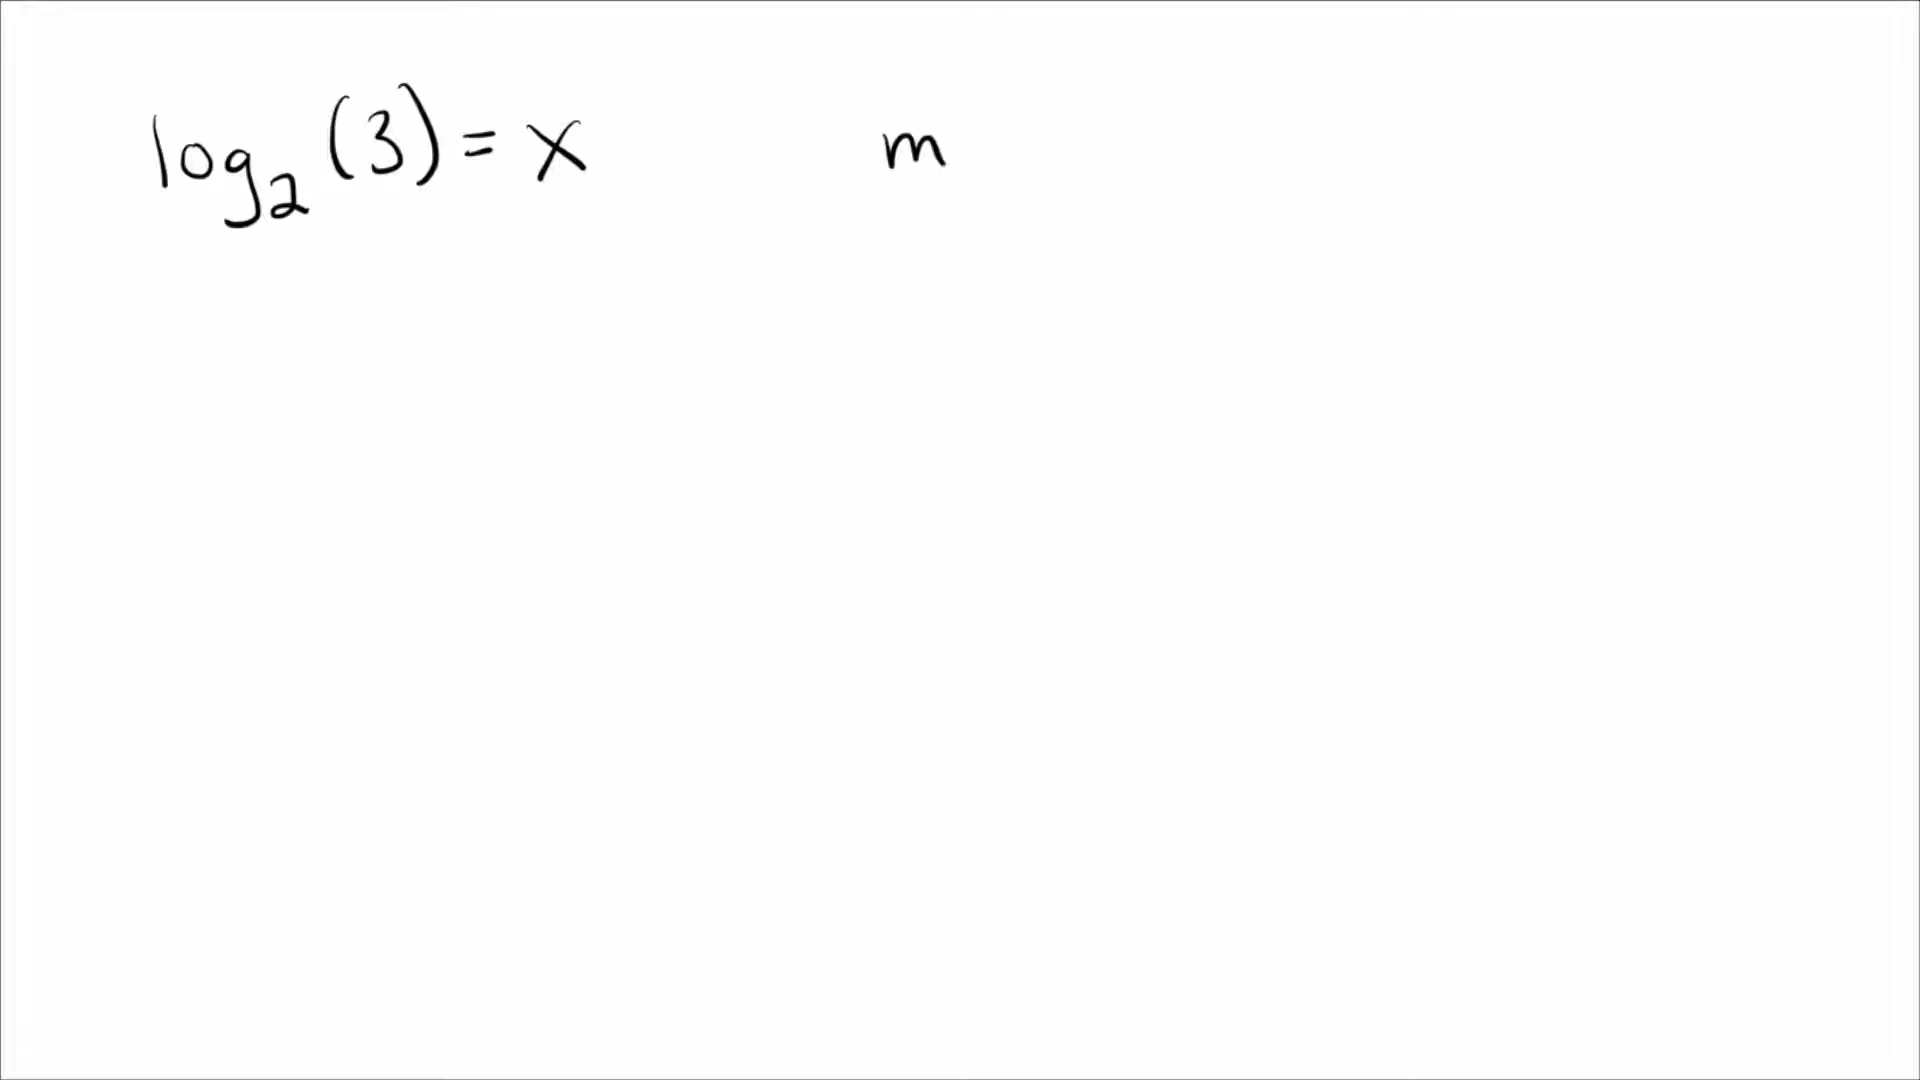 log₂(3) = x m